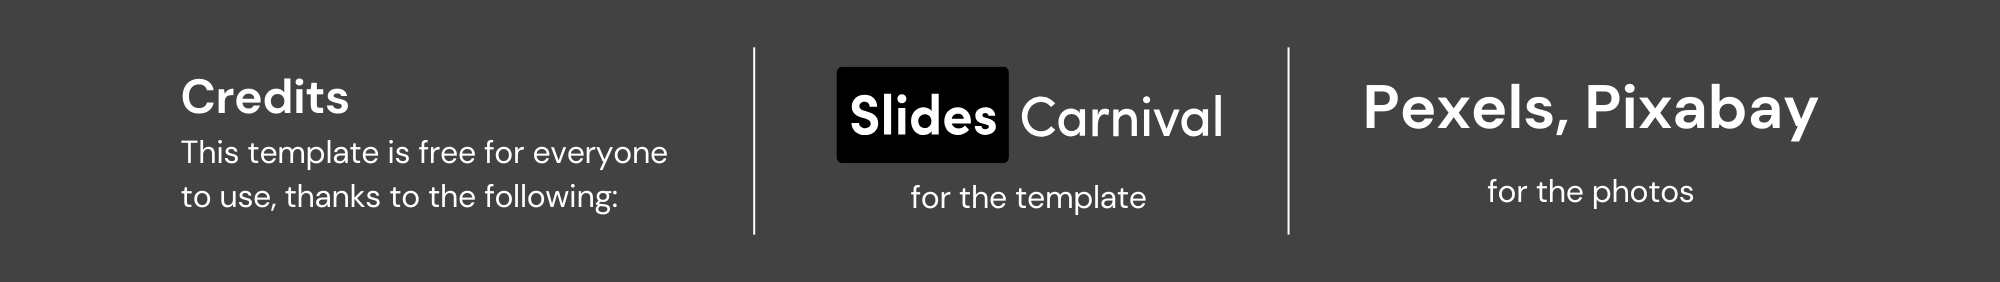 Credits
This template is free for everyone
to use, thanks to the following:
Slides Carnival
for the template
Pexels, Pixabay
for the photos